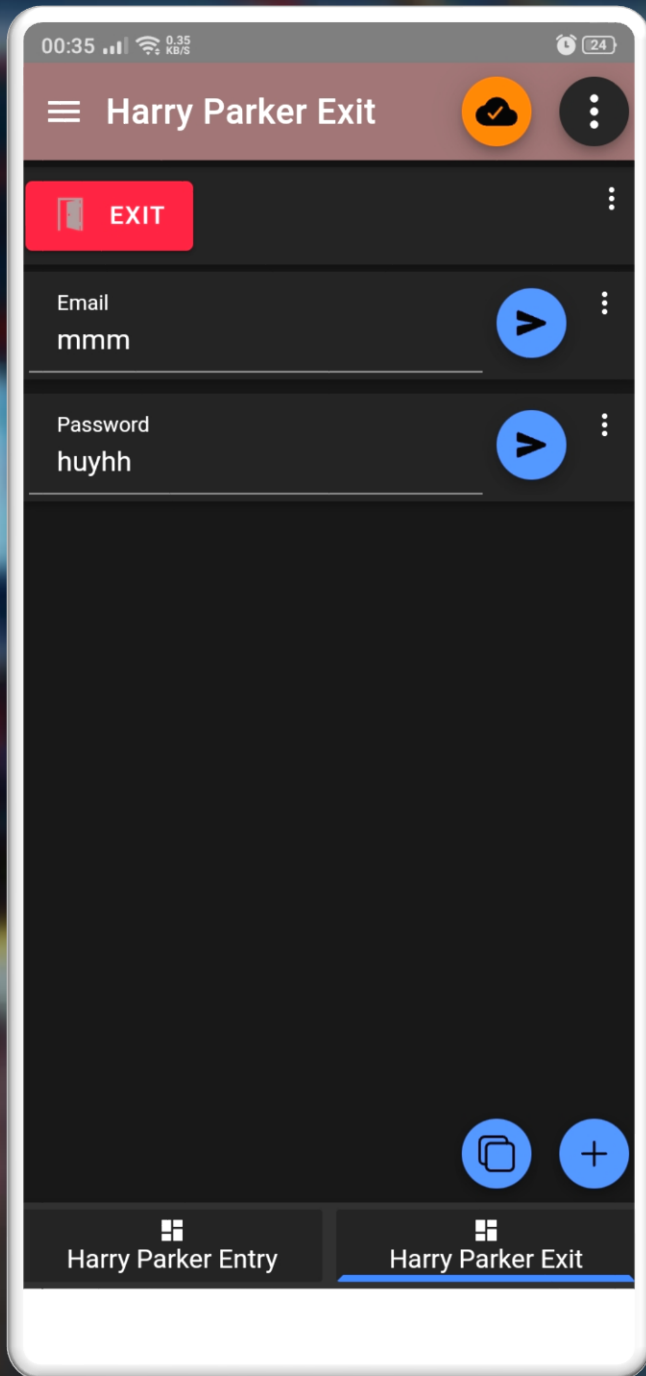 00:35
0.35
KB/S
24
Harry Parker Exit
EXIT
Email
mmm
Password
huyhh
Harry Parker Entry
Harry Parker Exit